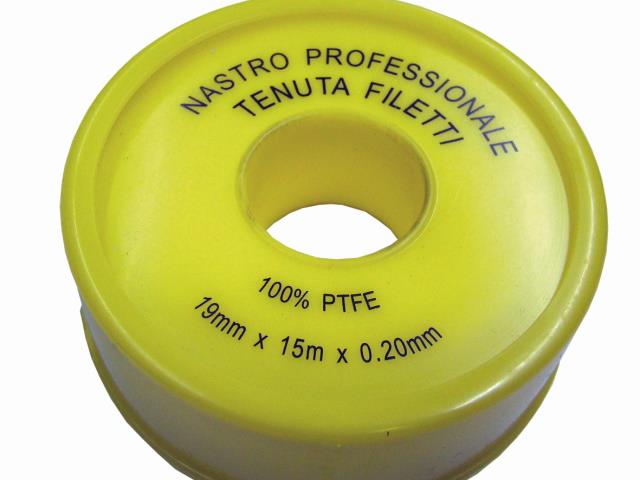 NASTRO PROFESSIONALE
TENUTA FILETTI
100% PTFE
19mm x 15m x 0.20mm